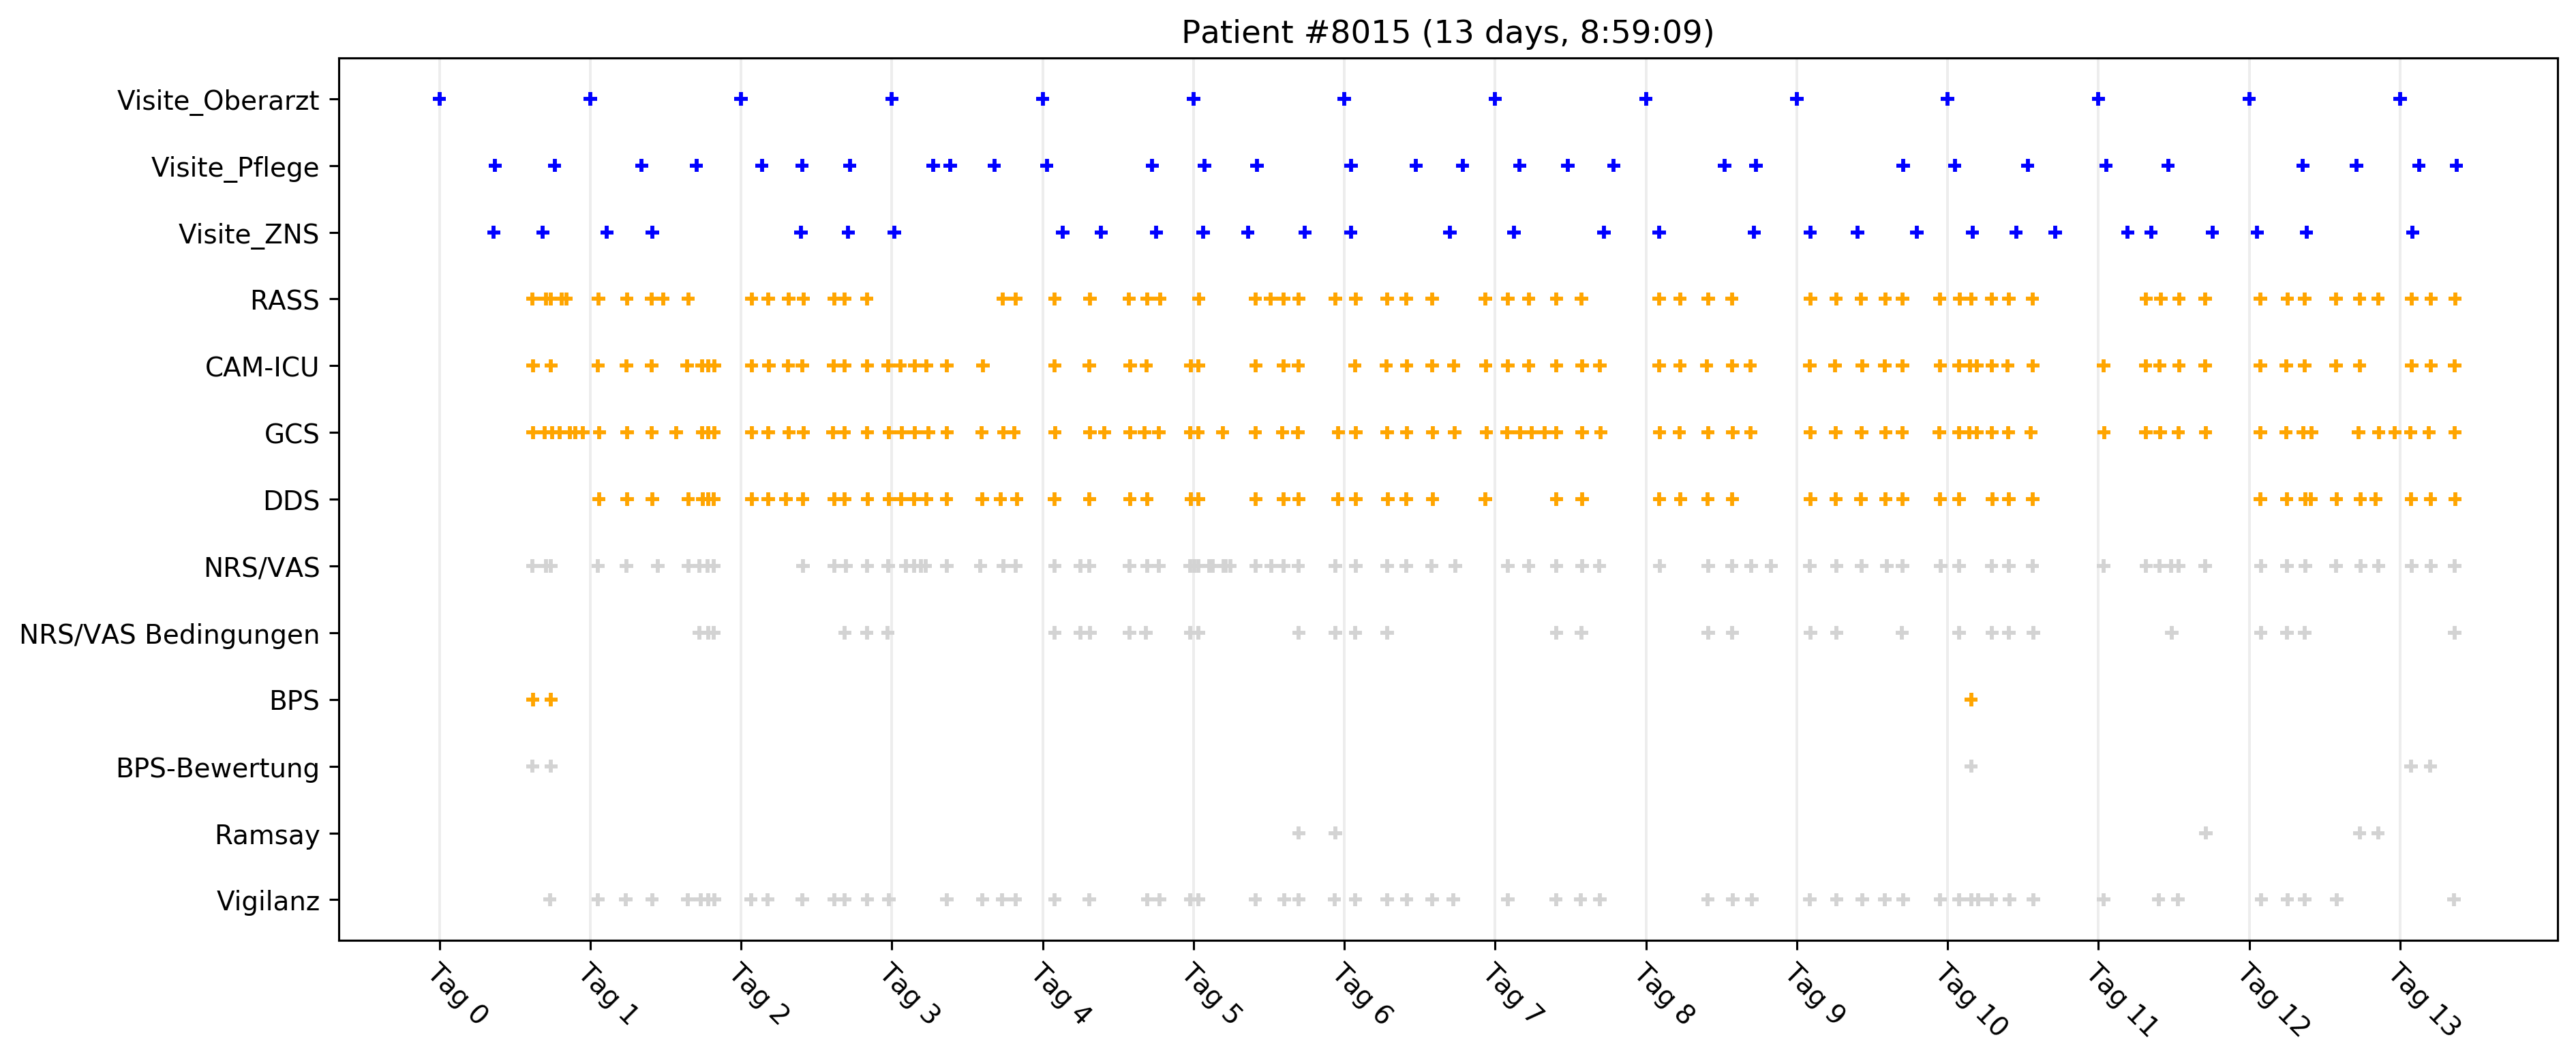 Patient #8015 (13 days, 8:59:09)
Visite_Oberarzt
Visite_Pflege
Visite_ZNS
RASS
CAM-ICU
GCS
DDS
NRS/VAS
NRS/VAS Bedingungen
BPS
BPS-Bewertung
Ramsay
Vigilanz
Tag 0
Tag 1
Tag 2
Tag 3
Tag 4
Tag 5
Tag 6
Tag 7
Tag 8
Tag 9
Tag 10
Tag 11
Tag 12
Tag 13